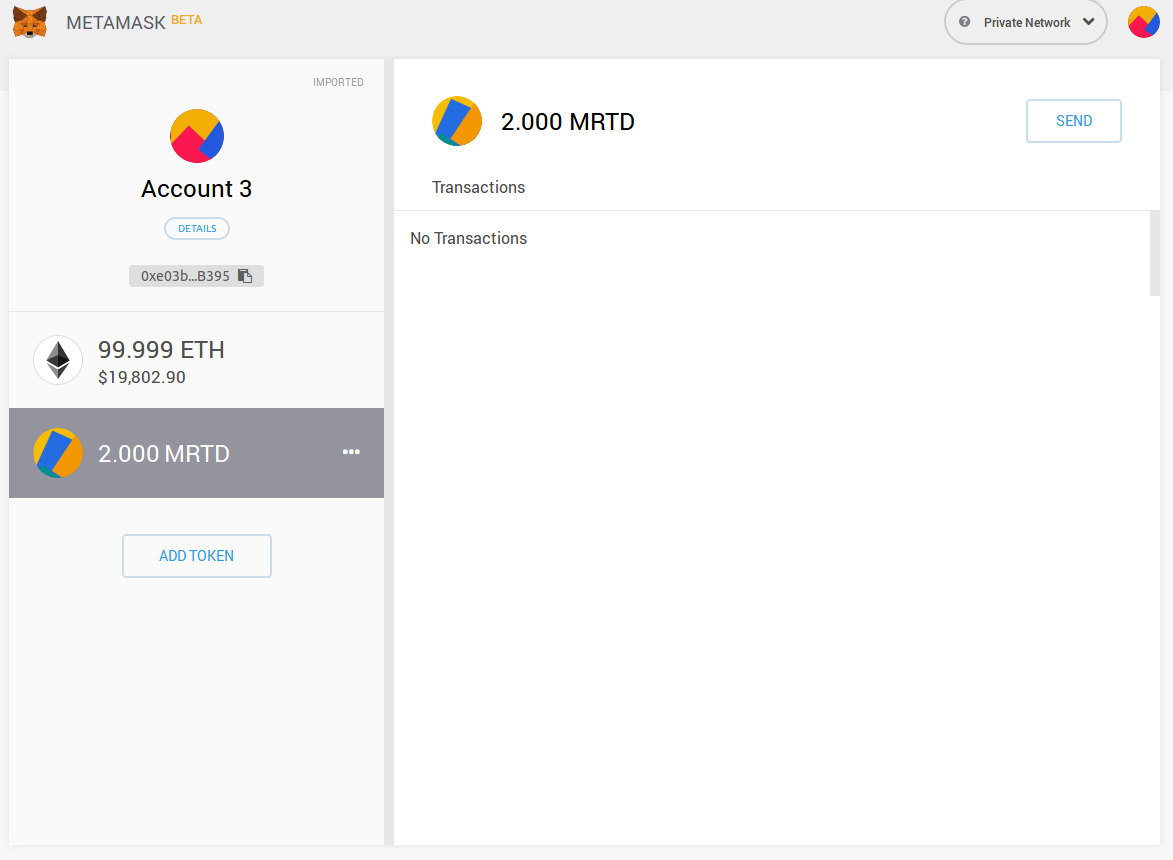 METAMASK BETA
Private Network
IMPORTED
Account 3
DETAILS
0xe03b...B395
99.999 ETH
$19,802.90
2.000 MRTD
ADD TOKEN
2.000 MRTD
SEND
Transactions
No Transactions